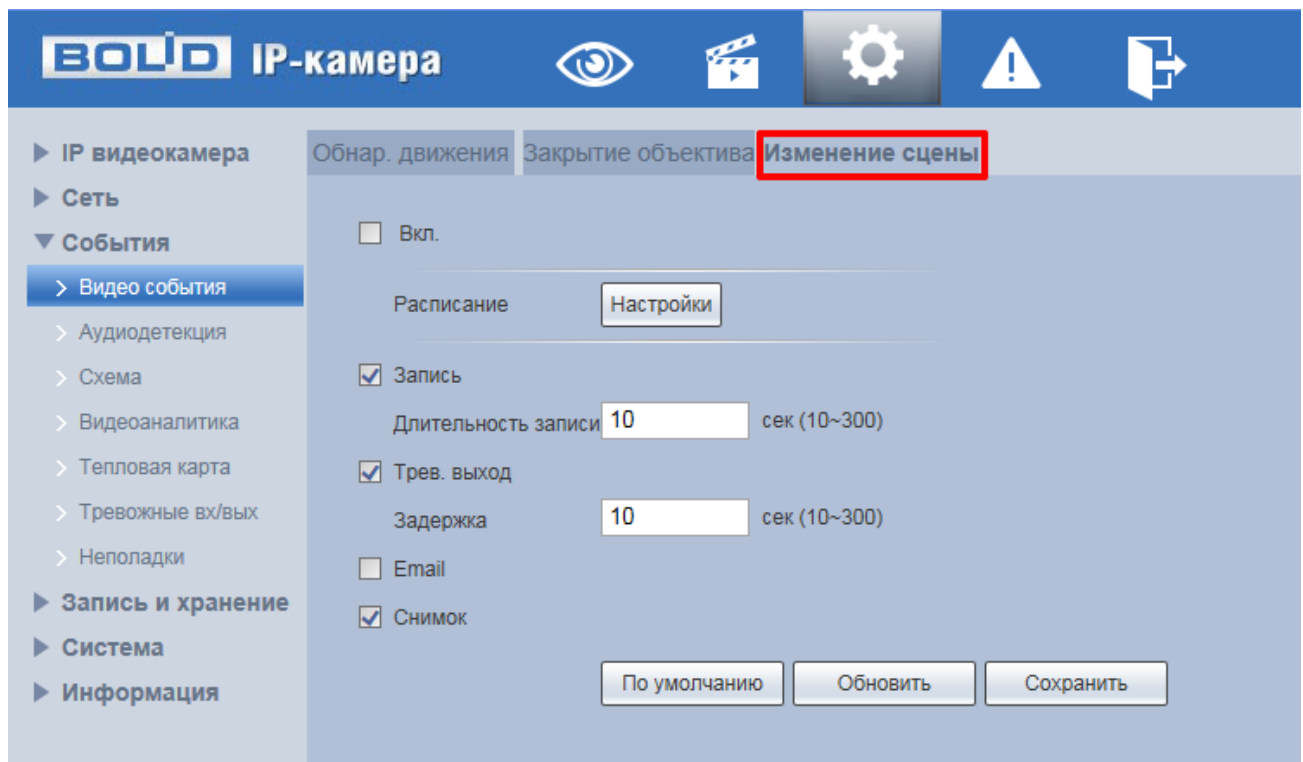 BOLID IP-камера
IP видеокамера
Сеть
События
Видео события
Аудиодетекция
Схема
Видеоаналитика
Тепловая карта
Тревожные вх/вых
Неполадки
Запись и хранение
Система
Информация
Обнар. движения Закрытие объектива Изменение сцены
Вкл.
Расписание Настройки
Запись
Длительность записи 10 сек (10~300)
Трев. выход
Задержка 10 сек (10~300)
Email
Снимок
По умолчанию Обновить Сохранить